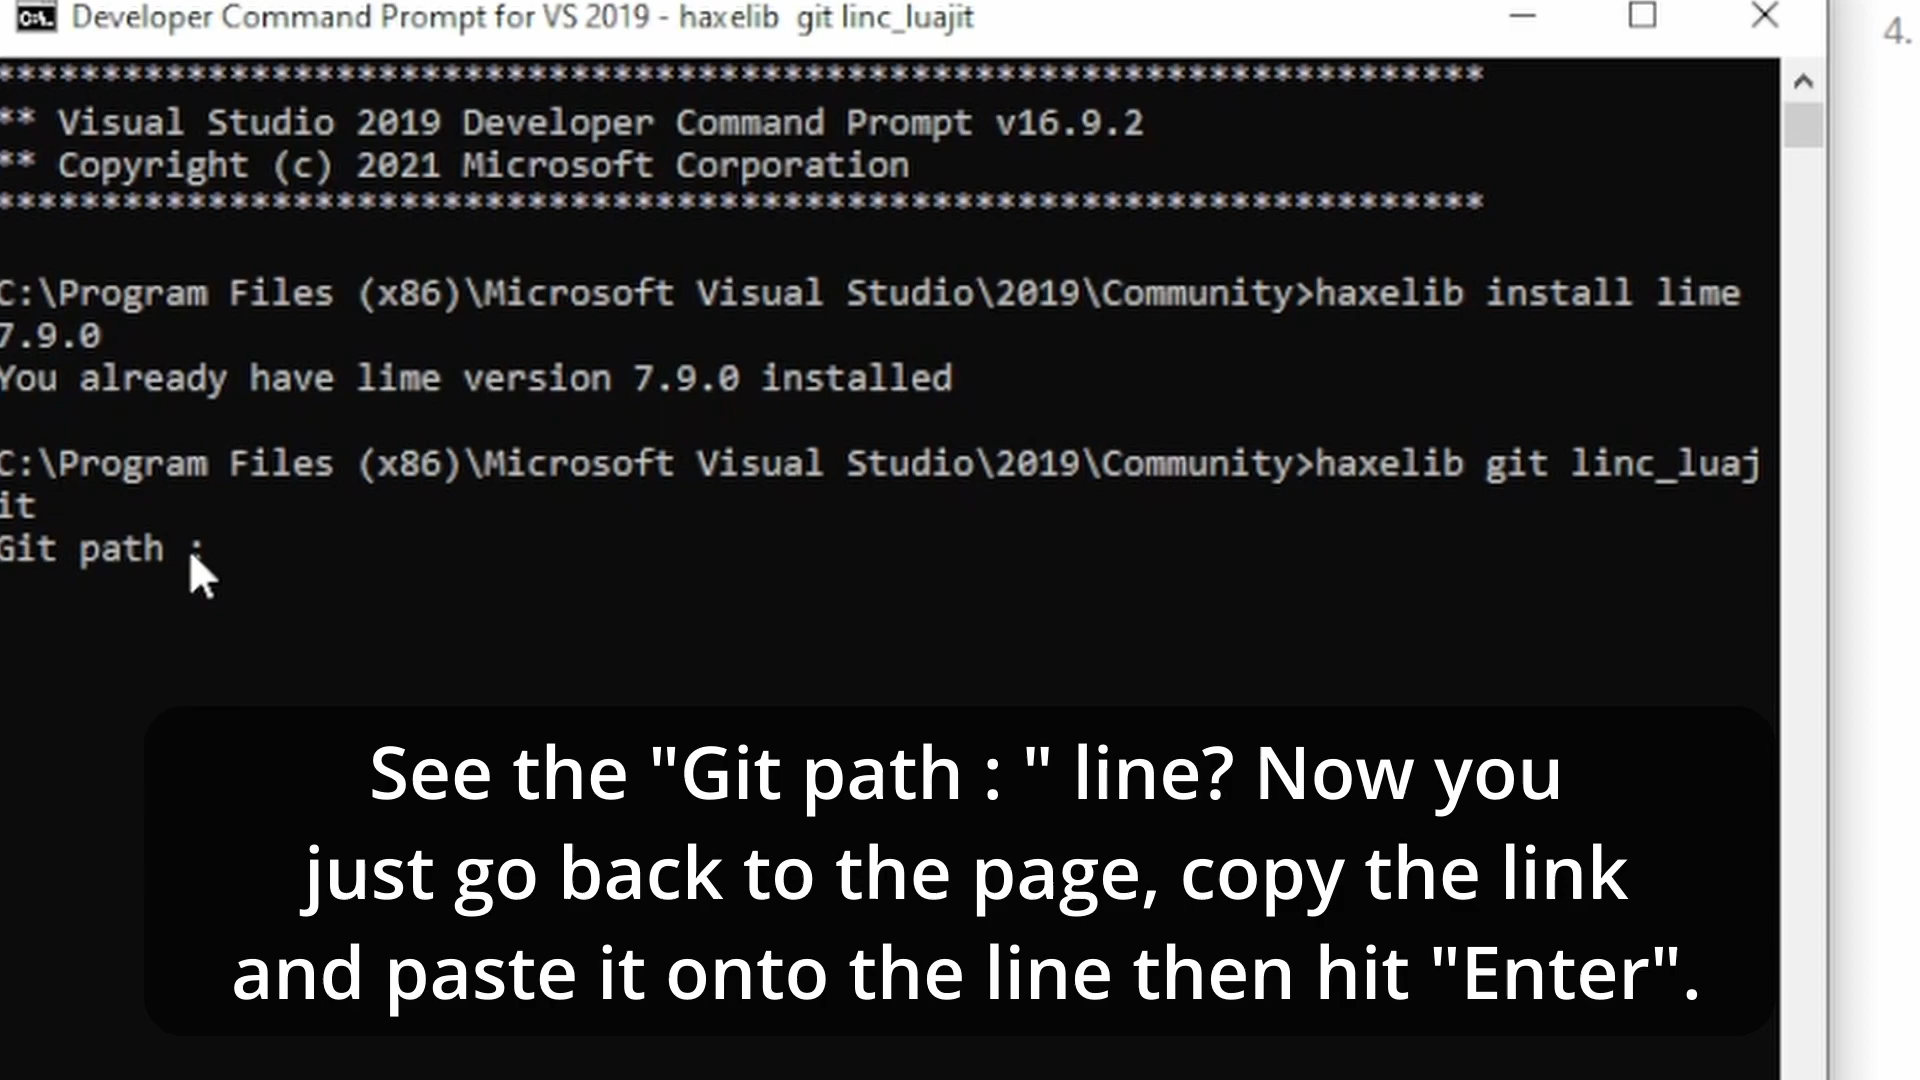 Developer Command Prompt for VS 2019 - haxelib  git linc_luajit
4.
**********************************************************************
** Visual Studio 2019 Developer Command Prompt v16.9.2
** Copyright (c) 2021 Microsoft Corporation
**********************************************************************
C:\Program Files (x86)\Microsoft Visual Studio\2019\Community>haxelib install lime
7.9.0
You already have lime version 7.9.0 installed
C:\Program Files (x86)\Microsoft Visual Studio\2019\Community>haxelib git linc_luaj
it
Git path :
See the "Git path : " line? Now you
just go back to the page, copy the link
and paste it onto the line then hit "Enter".